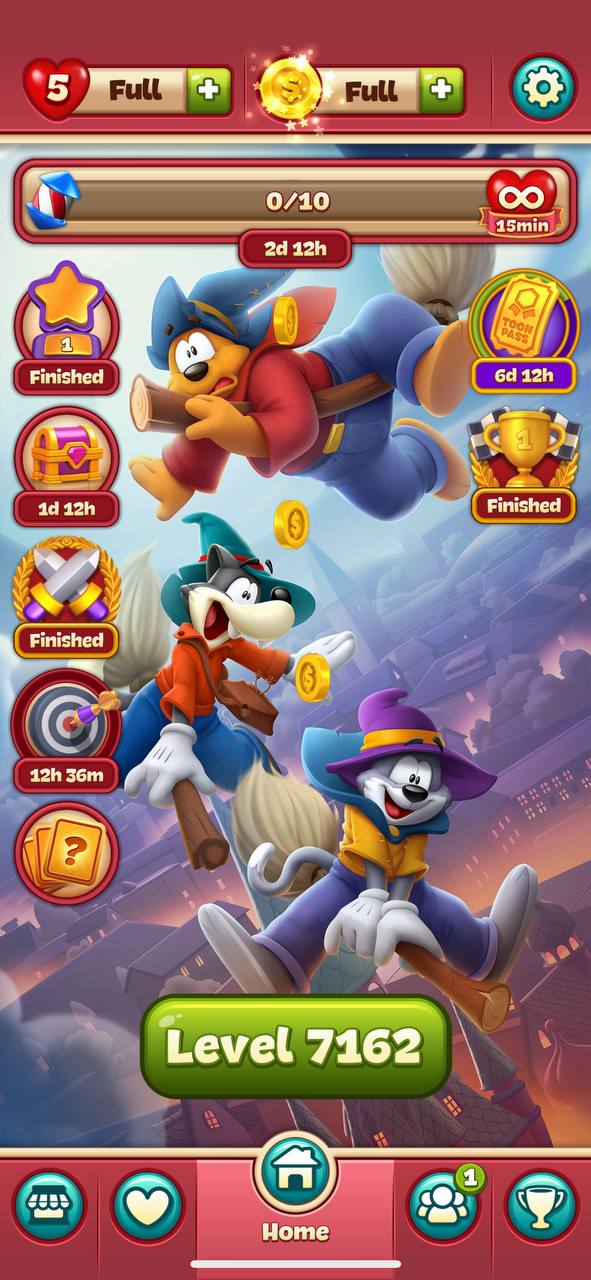 5 Full
Full
0/10
∞
15min
2d 12h
1
Finished
TOON
PASS
6d 12h
1d 12h
1
Finished
Finished
12h 36m
?
Level 7162
1
Home